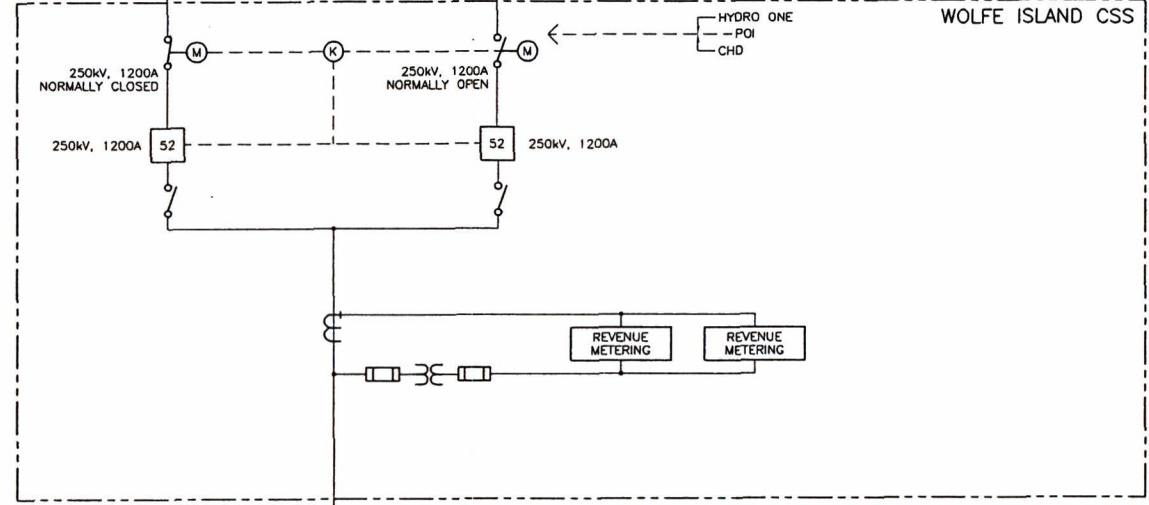 HYDRO ONE
WOLFE ISLAND CSS
POI
CHD
M
K
M
250kV, 1200A
NORMALLY CLOSED
250kV, 1200A
NORMALLY OPEN
250kV, 1200A
52
52
250kV, 1200A
REVENUE
METERING
REVENUE
METERING